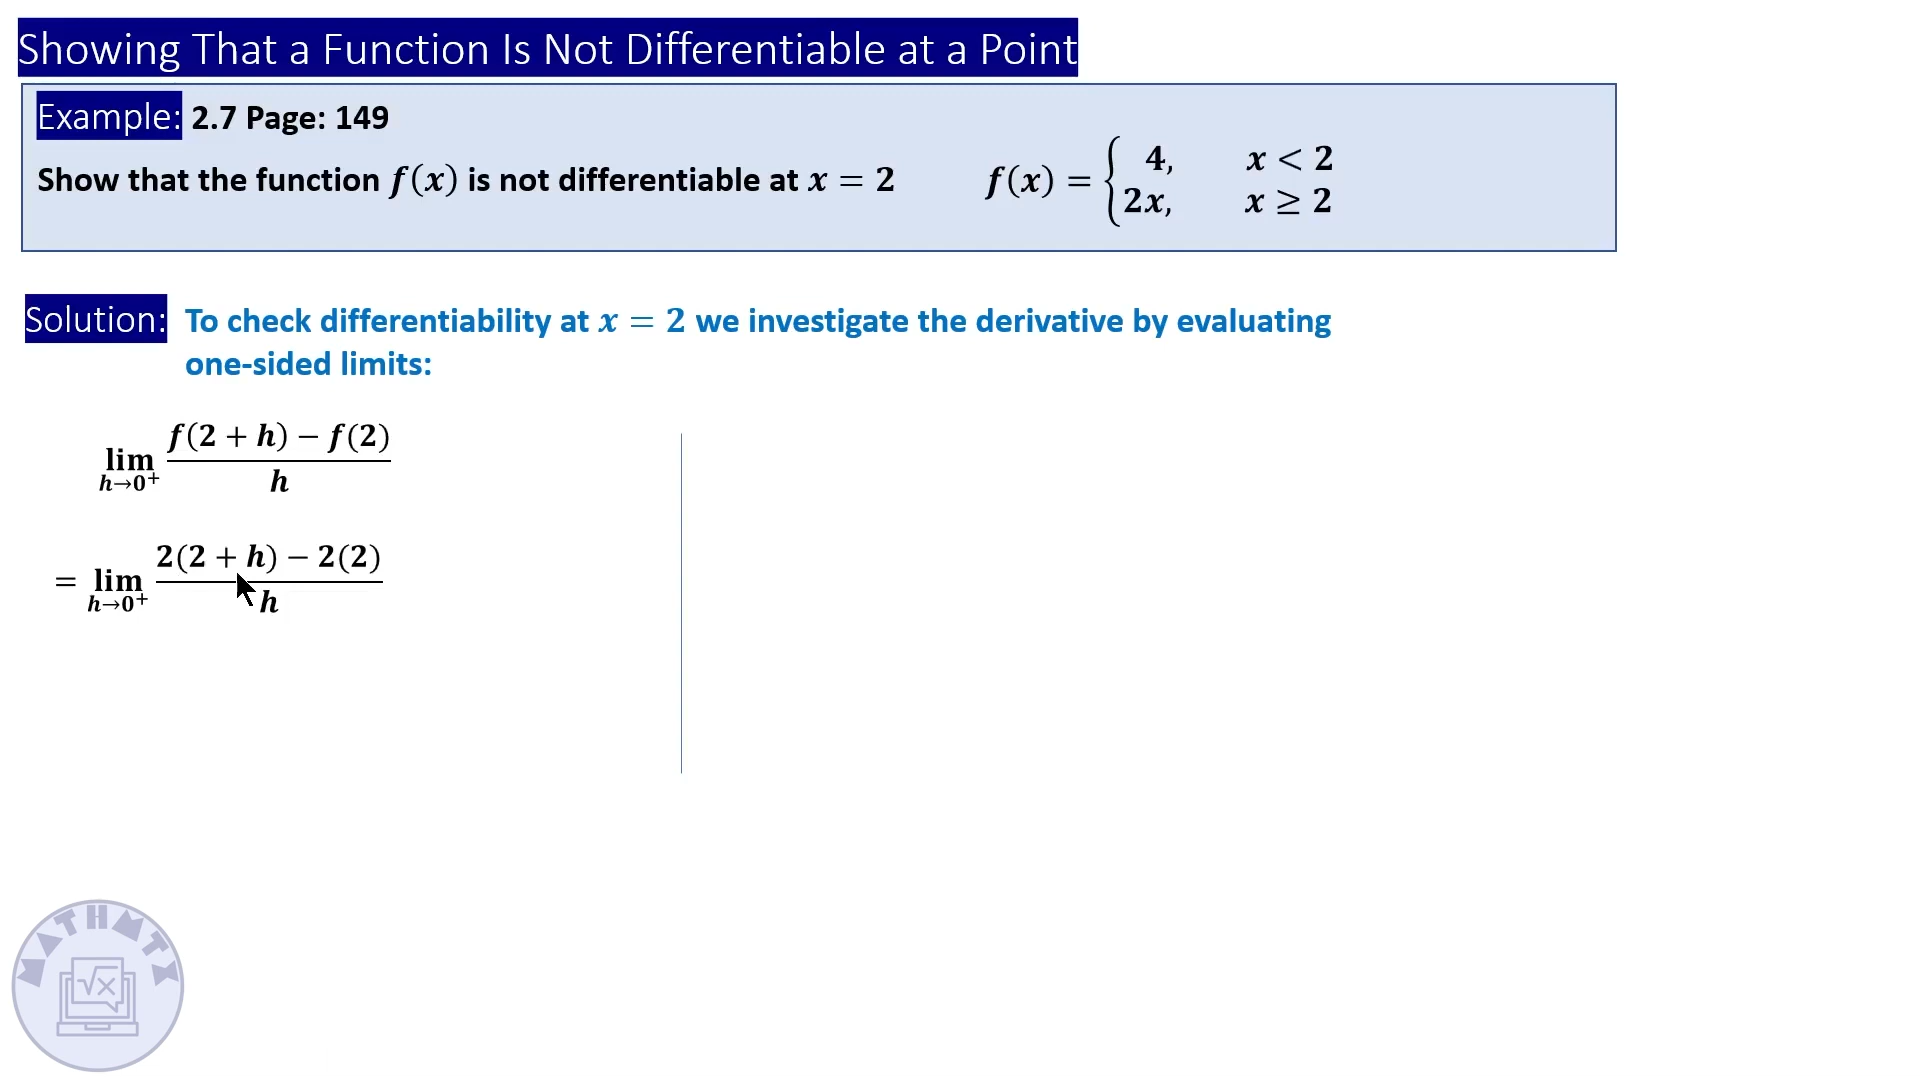 Showing That a Function Is Not Differentiable at a Point
Example: 2.7 Page: 149
Show that the function f(x) is not differentiable at x = 2 f(x) = { 4, x < 2
2x, x ≥ 2
Solution: To check differentiability at x = 2 we investigate the derivative by evaluating
one-sided limits:
lim h→0⁺ f(2 + h) − f(2) / h
= lim h→0⁺ 2(2 + h) − 2(2) / h
MATHMTX
√x